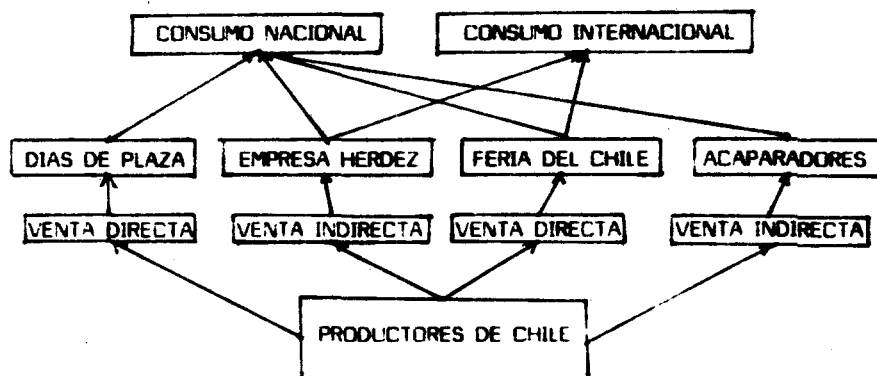 CONSUMO NACIONAL
CONSUMO INTERNACIONAL
DIAS DE PLAZA
EMPRESA HERDEZ
FERIA DEL CHILE
ACAPARADORES
VENTA DIRECTA
VENTA INDIRECTA
VENTA DIRECTA
VENTA INDIRECTA
PRODUCTORES DE CHILE